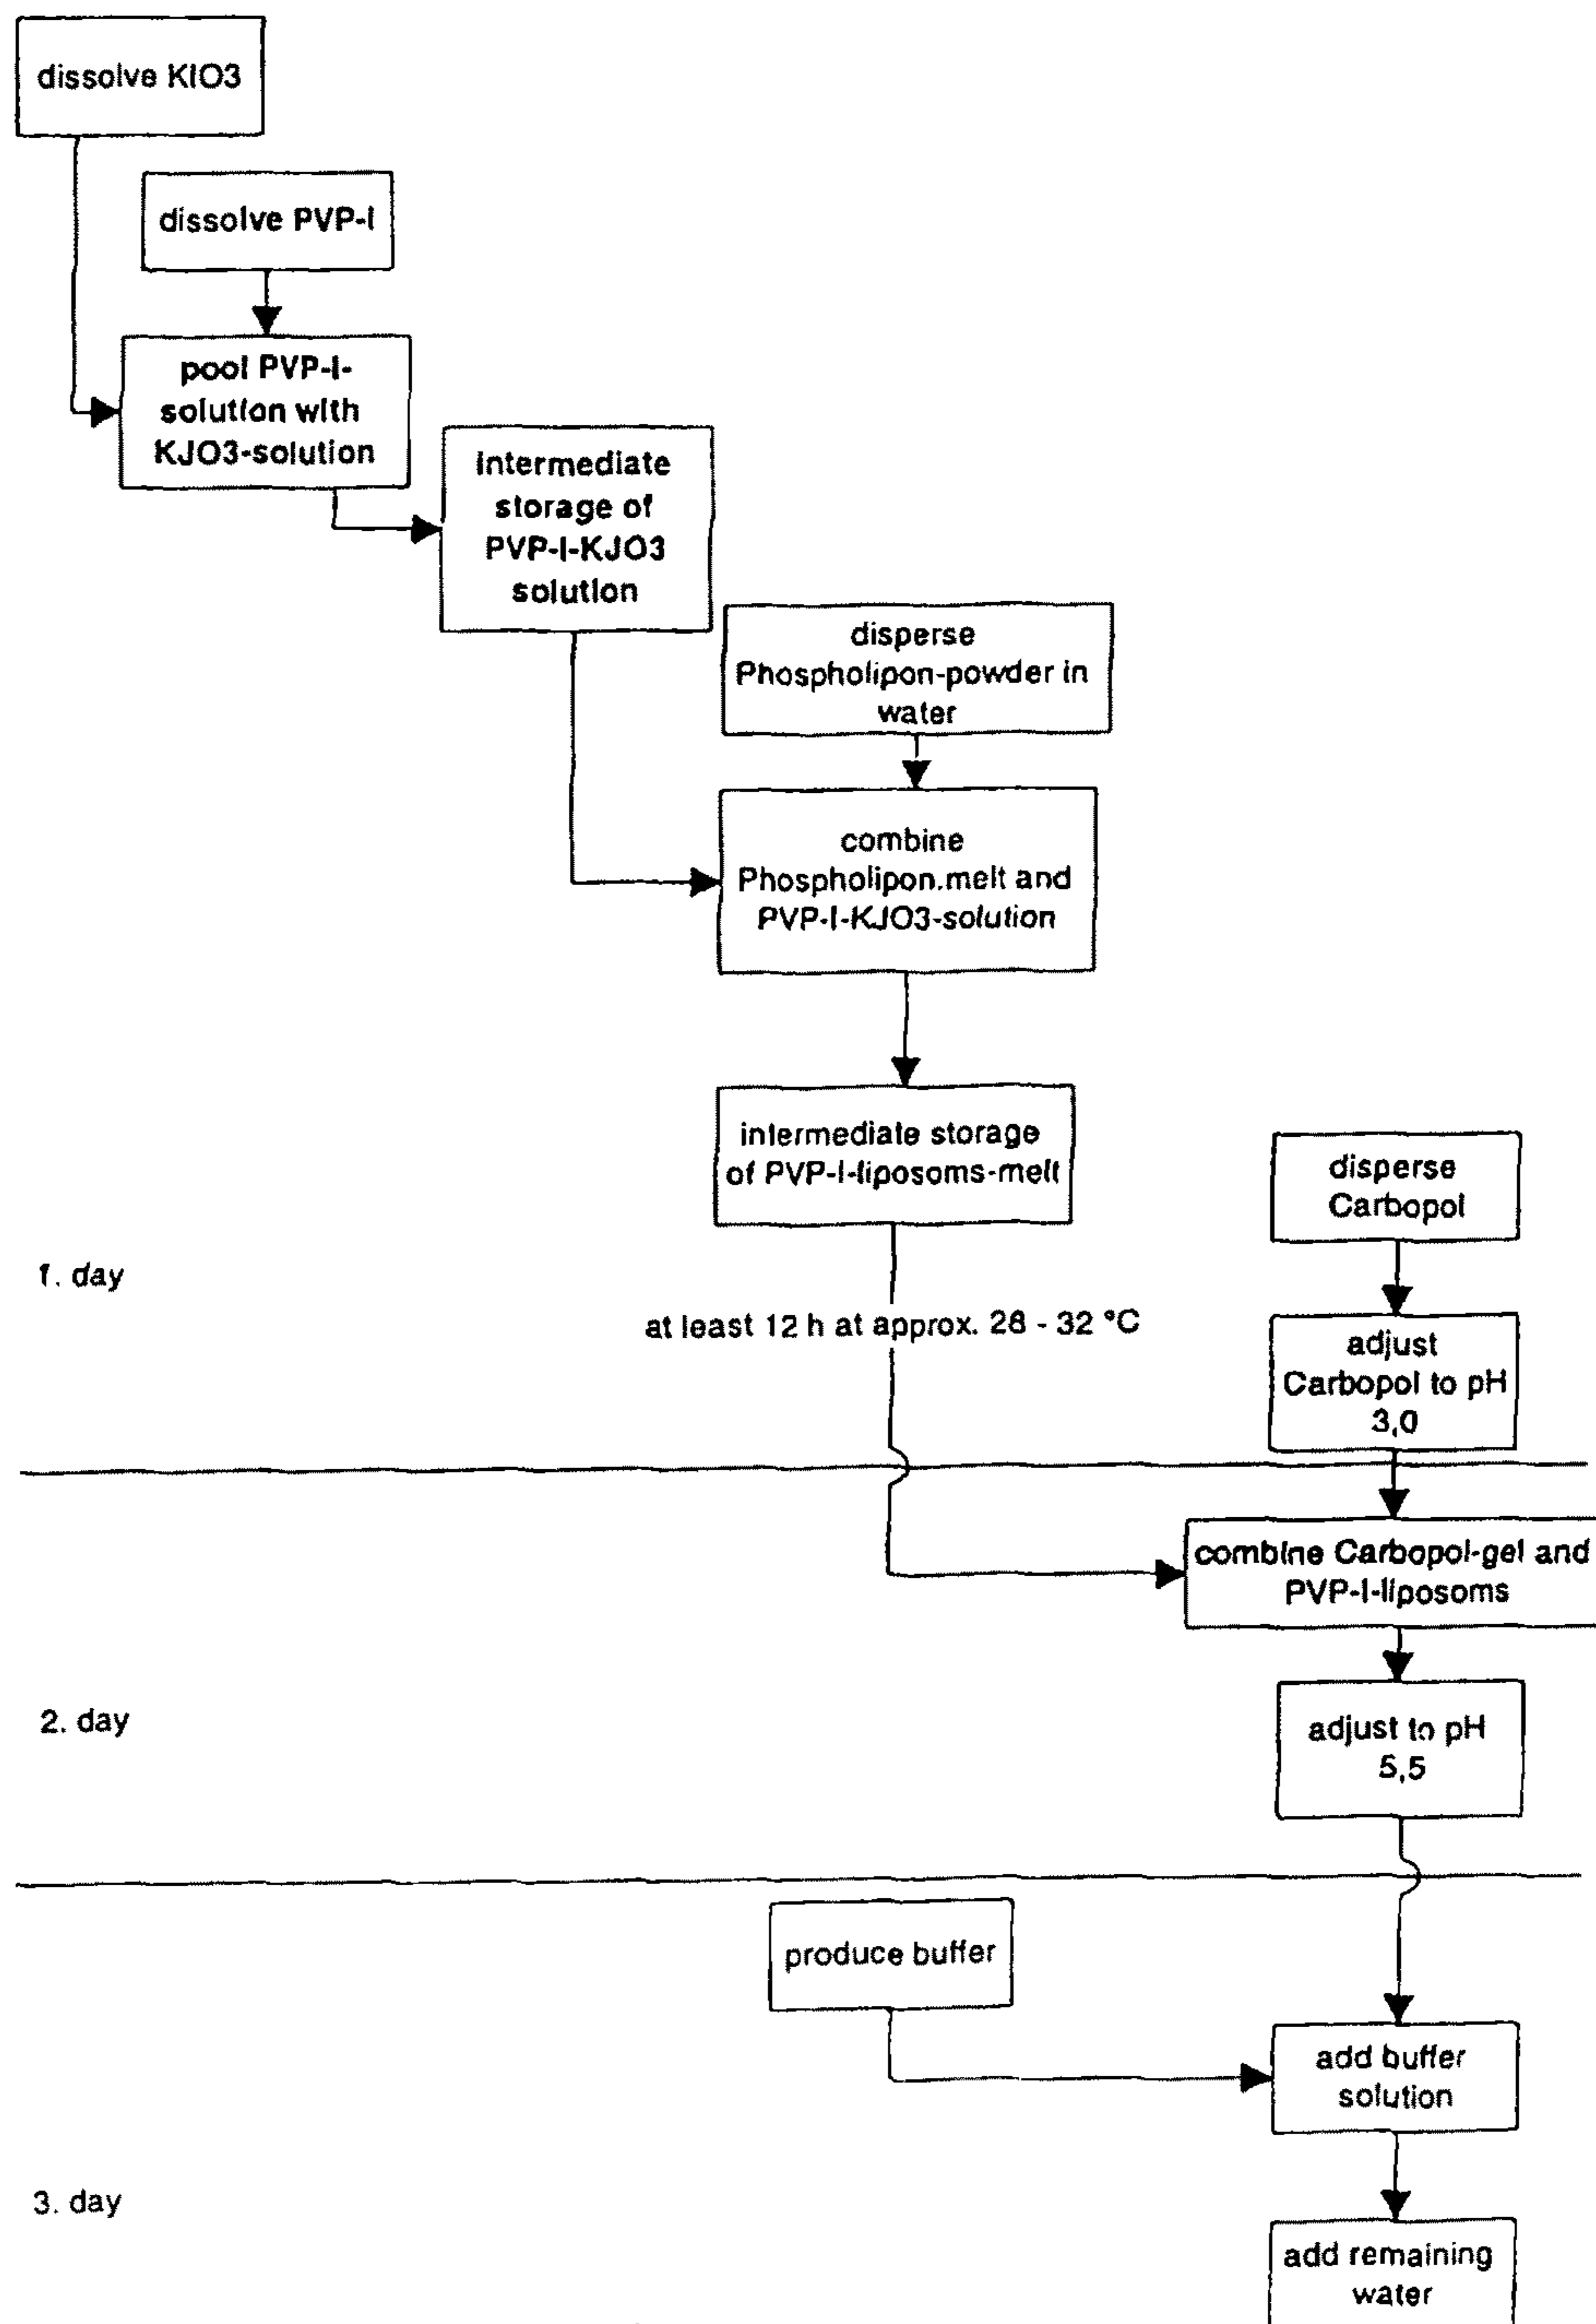 dissolve KIO3
dissolve PVP-I
pool PVP-I-
solution with
KJO3-solution
intermediate
storage of
PVP-I-KJO3
solution
disperse
Phospholipon-powder in
water
combine
Phospholipon.melt and
PVP-I-KJO3-solution
intermediate storage
of PVP-I-liposoms-melt
disperse
Carbopol
1. day
at least 12 h at approx. 28 - 32 °C
adjust
Carbopol to pH
3,0
combine Carbopol-gel and
PVP-I-liposoms
2. day
adjust to pH
5,5
produce buffer
add buffer
solution
3. day
add remaining
water